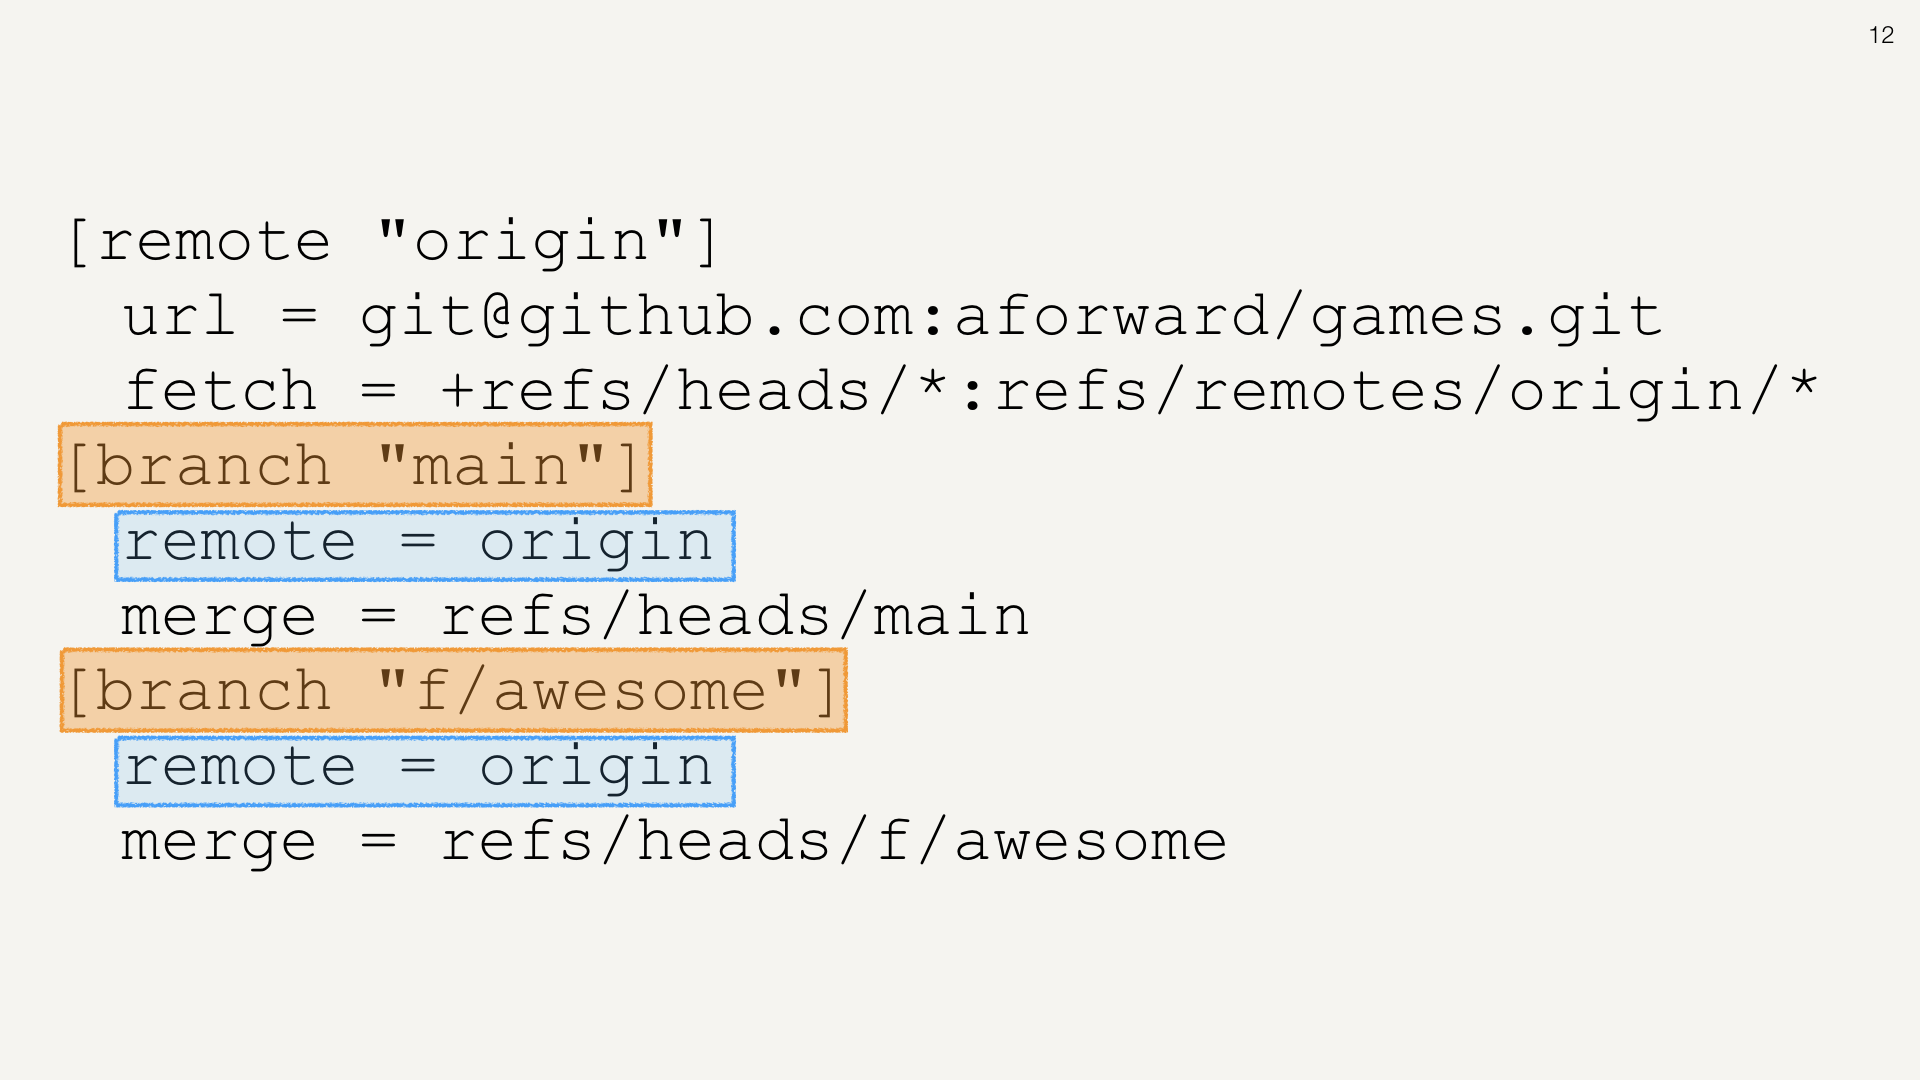 12
[remote "origin"]
  url = git@github.com:aforward/games.git
  fetch = +refs/heads/*:refs/remotes/origin/*
[branch "main"]
  remote = origin
  merge = refs/heads/main
[branch "f/awesome"]
  remote = origin
  merge = refs/heads/f/awesome